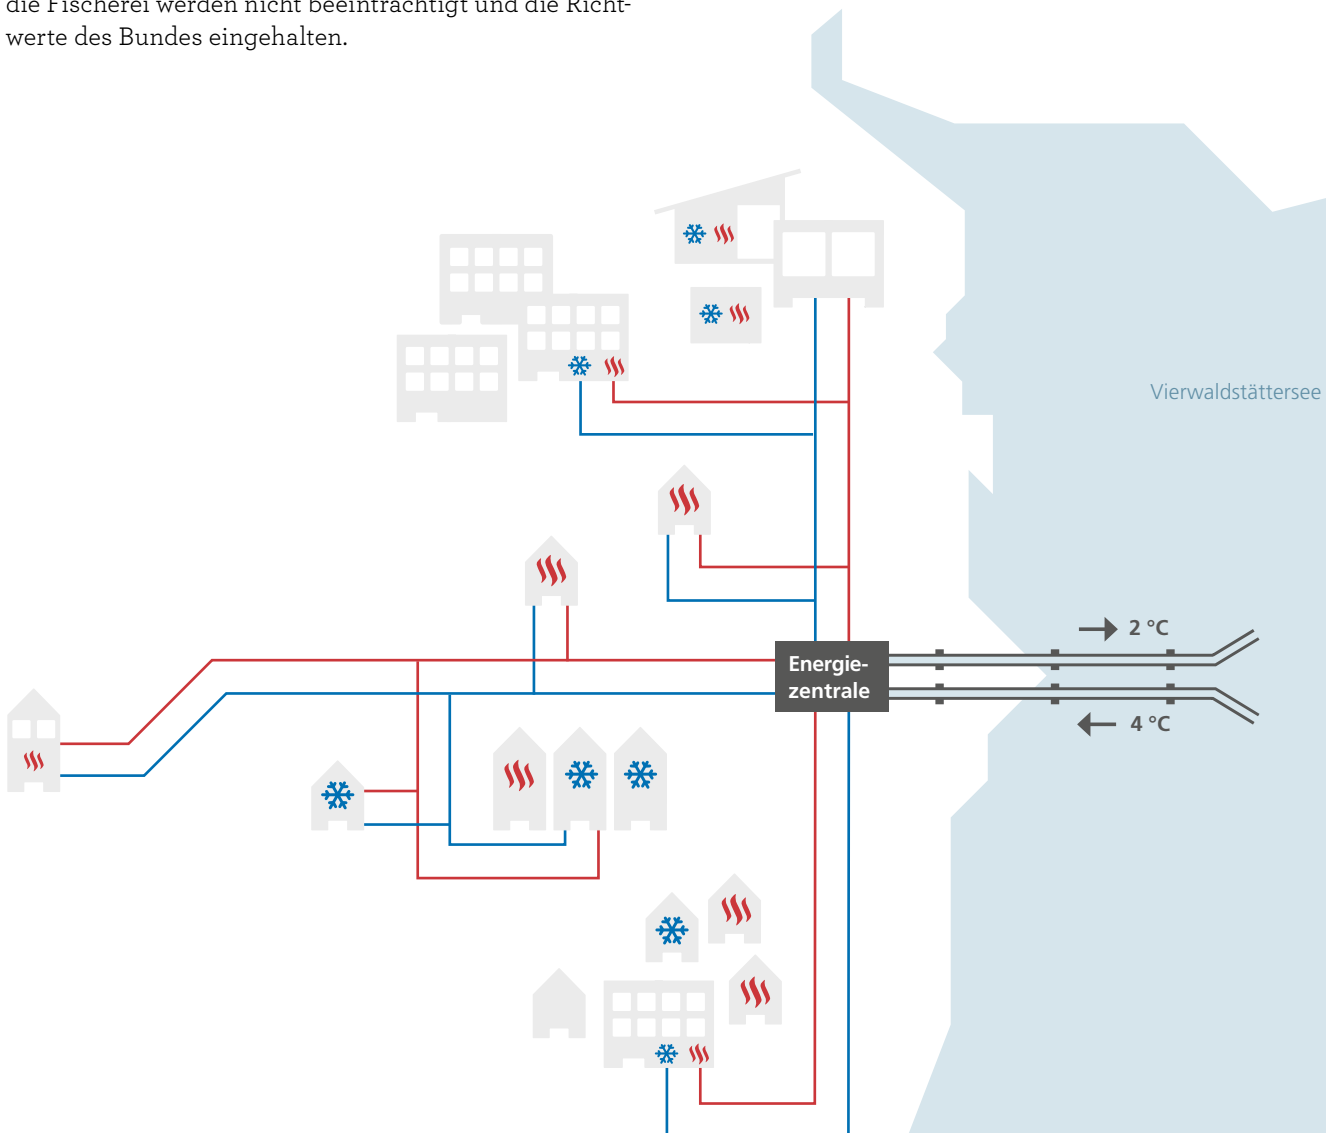 die Fischerei werden nicht beeinträchtigt und die Richt-
werte des Bundes eingehalten.
Vierwaldstättersee
2 °C
Energie-
zentrale
4 °C